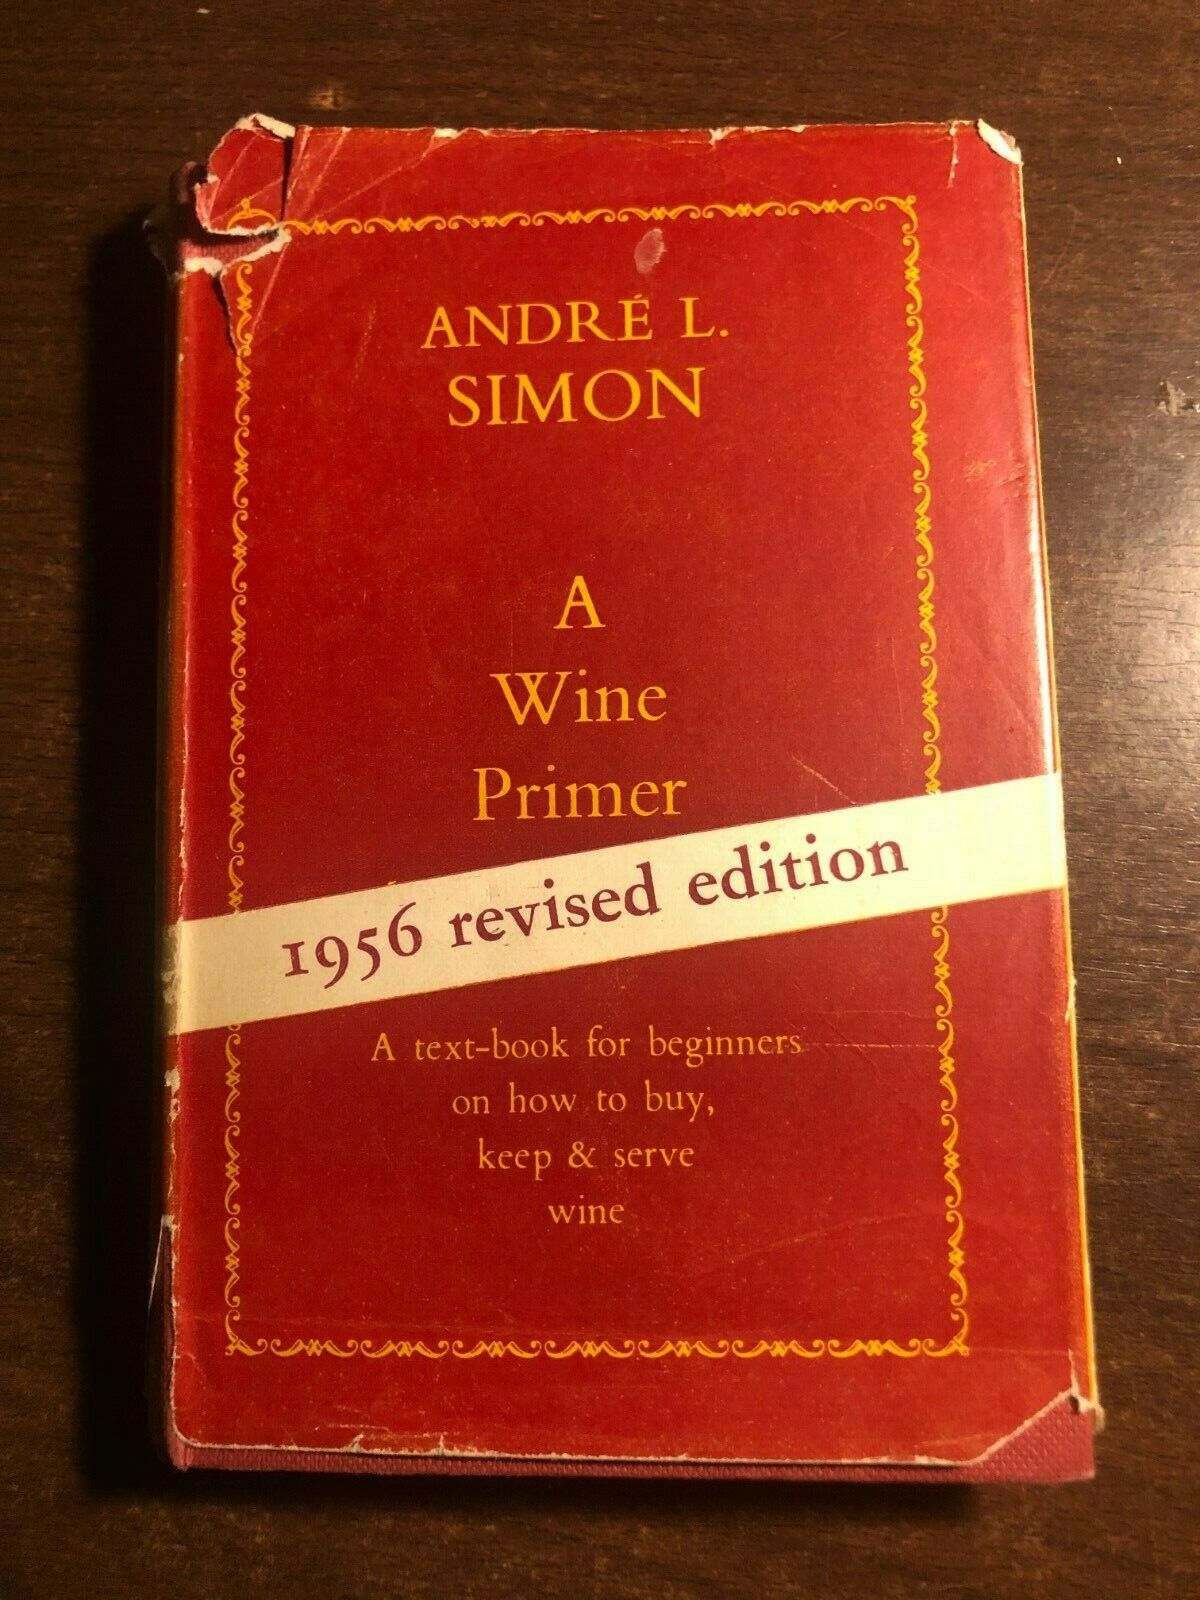 ANDRÉ L.
SIMON
A
Wine
Primer
1956 revised edition
A text-book for beginners
on how to buy,
keep & serve
wine